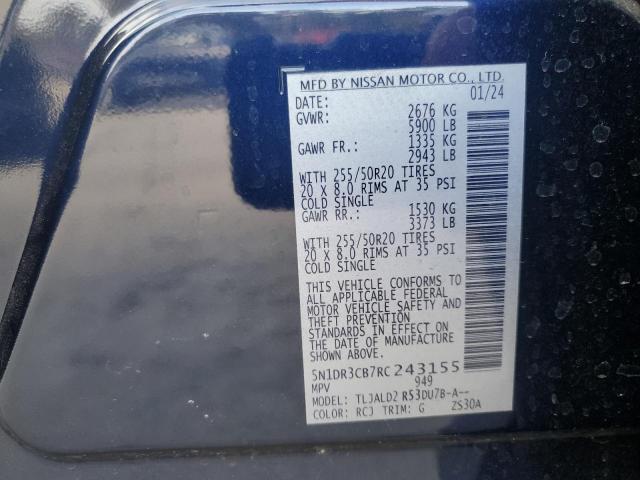 MFD BY NISSAN MOTOR CO., LTD.
DATE: 01/24
GVWR: 2676 KG
5900 LB
GAWR FR.: 1335 KG
2943 LB
WITH 255/50R20 TIRES
20 X 8.0 RIMS AT 35 PSI
COLD SINGLE
GAWR RR.: 1530 KG
3373 LB
WITH 255/50R20 TIRES
20 X 8.0 RIMS AT 35 PSI
COLD SINGLE
THIS VEHICLE CONFORMS TO
ALL APPLICABLE FEDERAL
MOTOR VEHICLE SAFETY AND
THEFT PREVENTION
STANDARDS IN EFFECT ON
THE DATE OF MANUFACTURE
SHOWN ABOVE.
5N1DR3CB7RC243155
MPV 949
MODEL: TLJALD2 RS3DU7B-A--
COLOR: RCJ TRIM: G ZS30A